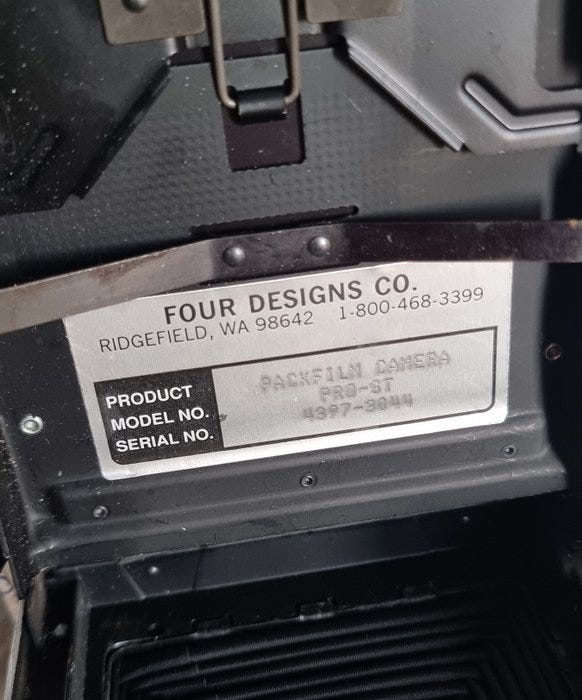 FOUR DESIGNS CO.
RIDGEFIELD, WA 98642 1-800-468-3399
PRODUCT PACKFILM CAMERA
MODEL NO. PRO-ST
SERIAL NO. 4397-3044